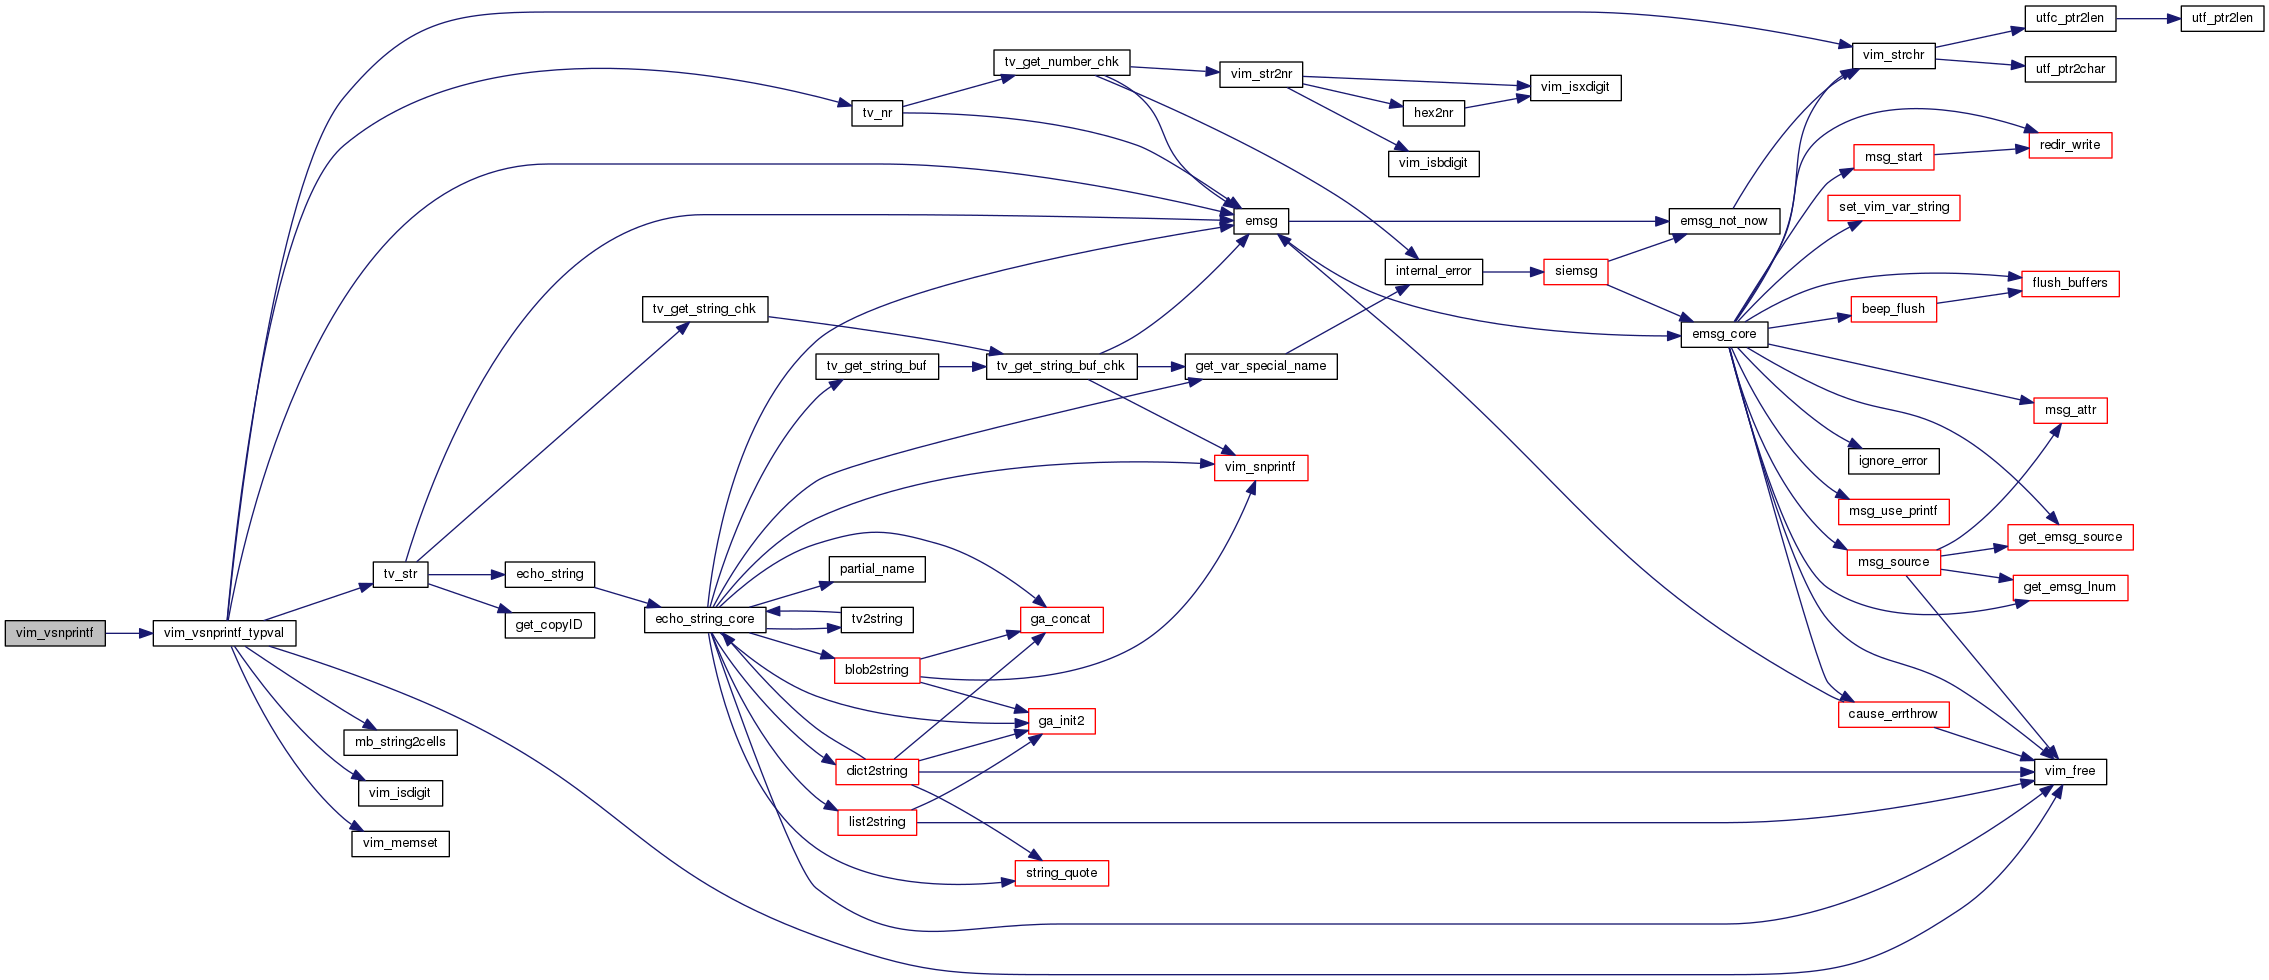 vim_vsnprintf
vim_vsnprintf_typval
tv_str
mb_string2cells
vim_isdigit
vim_memset
echo_string
get_copyID
tv_get_string_chk
echo_string_core
tv_nr
tv_get_string_buf
partial_name
tv2string
blob2string
dict2string
list2string
tv_get_number_chk
tv_get_string_buf_chk
ga_concat
ga_init2
string_quote
vim_str2nr
emsg
get_var_special_name
vim_snprintf
hex2nr
vim_isbdigit
internal_error
vim_isxdigit
siemsg
emsg_not_now
emsg_core
vim_strchr
msg_start
set_vim_var_string
beep_flush
ignore_error
msg_use_printf
msg_source
cause_errthrow
utfc_ptr2len
utf_ptr2char
redir_write
flush_buffers
msg_attr
get_emsg_source
get_emsg_lnum
vim_free
utf_ptr2len